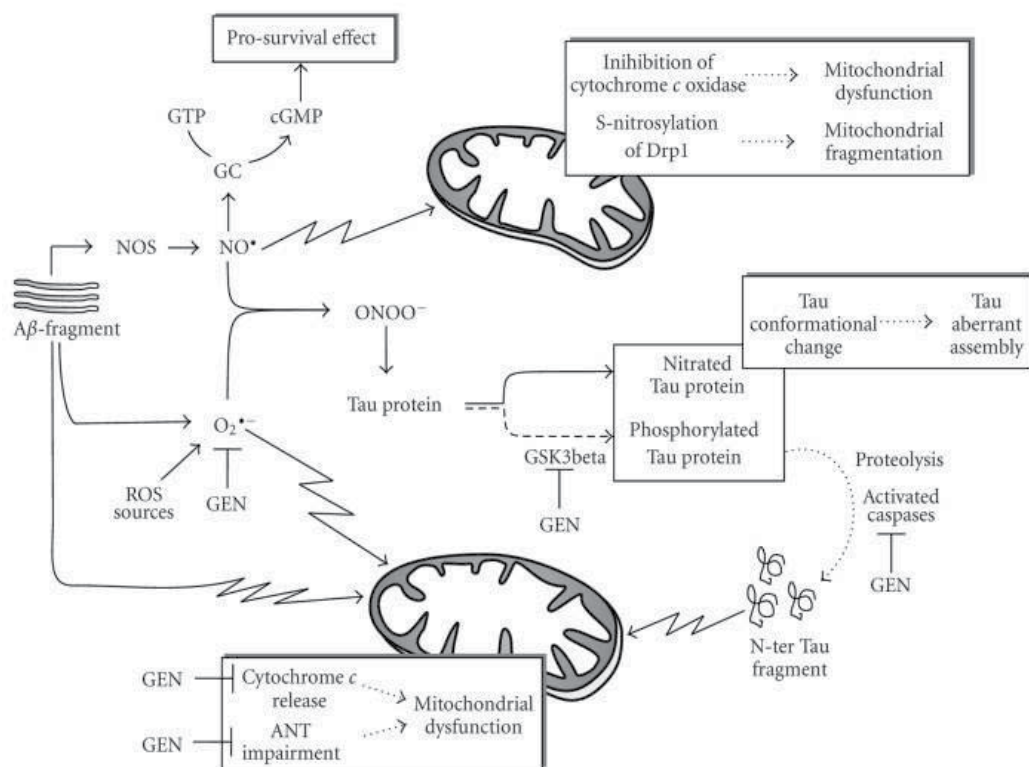 Pro-survival effect
GTP
cGMP
GC
NOS
NO•
Aβ-fragment
Inihibition of
cytochrome c oxidase
Mitochondrial
dysfunction
S-nitrosylation
of Drp1
Mitochondrial
fragmentation
ONOO⁻
Tau protein
Tau
conformational
change
Tau
aberrant
assembly
Nitrated
Tau protein
Phosphorylated
Tau protein
GSK3beta
GEN
O₂•⁻
ROS
sources
GEN
Proteolysis
Activated
caspases
GEN
N-ter Tau
fragment
GEN
Cytochrome c
release
Mitochondrial
dysfunction
GEN
ANT
impairment